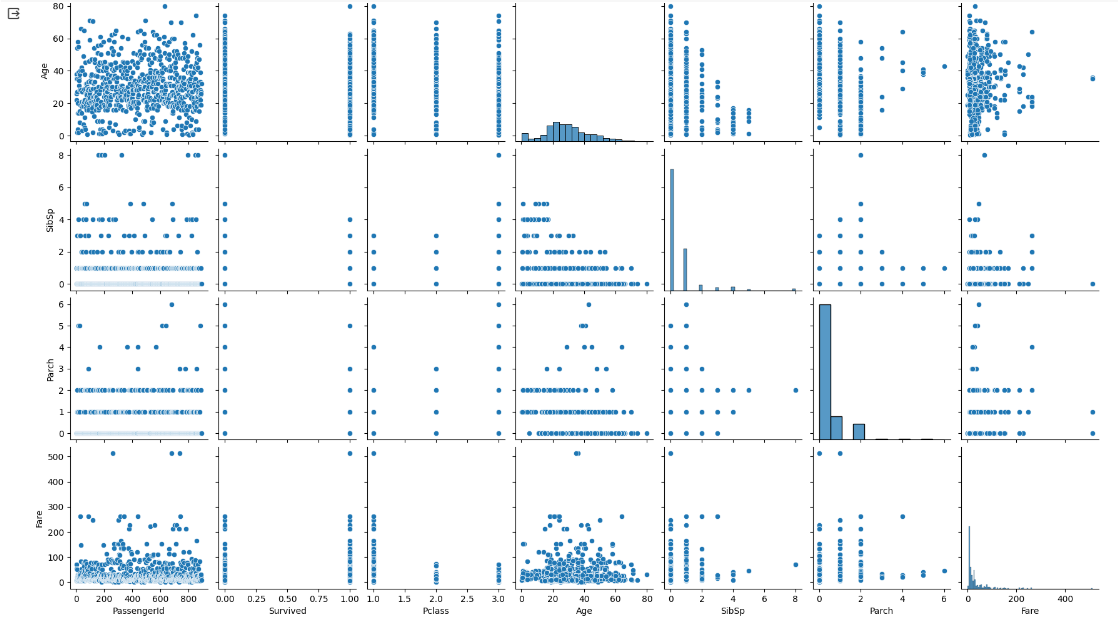 80
60
40
20
0
Age
8
6
4
2
0
SibSp
6
5
4
3
2
1
0
Parch
500
400
300
200
100
0
Fare
0 200 400 600 800
PassengerId
0.00 0.25 0.50 0.75 1.00
Survived
1.0 1.5 2.0 2.5 3.0
Pclass
0 20 40 60 80
Age
0 2 4 6 8
SibSp
0 2 4 6
Parch
0 200 400
Fare